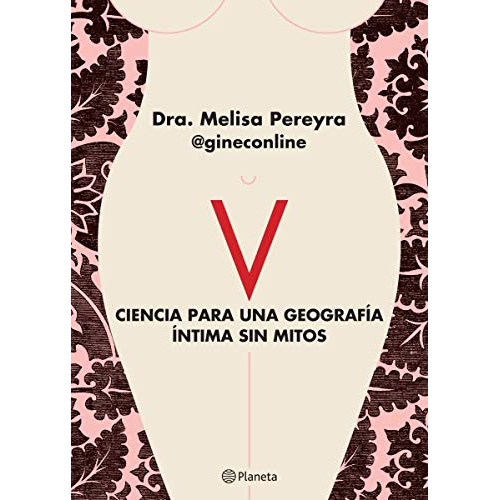 Dra. Melisa Pereyra
@gineconline
V
CIENCIA PARA UNA GEOGRAFÍA
ÍNTIMA SIN MITOS
Planeta